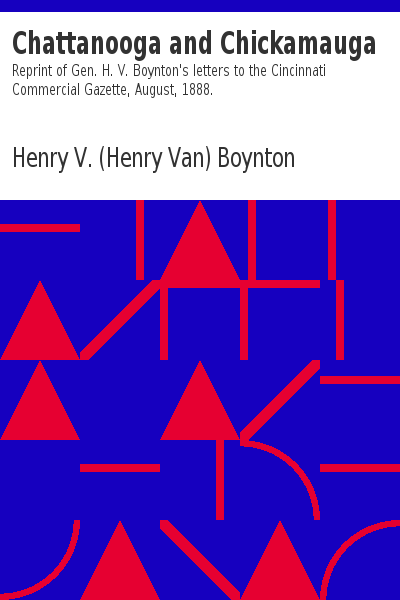 Chattanooga and Chickamauga
Reprint of Gen. H. V. Boynton's letters to the Cincinnati
Commercial Gazette, August, 1888.
Henry V. (Henry Van) Boynton